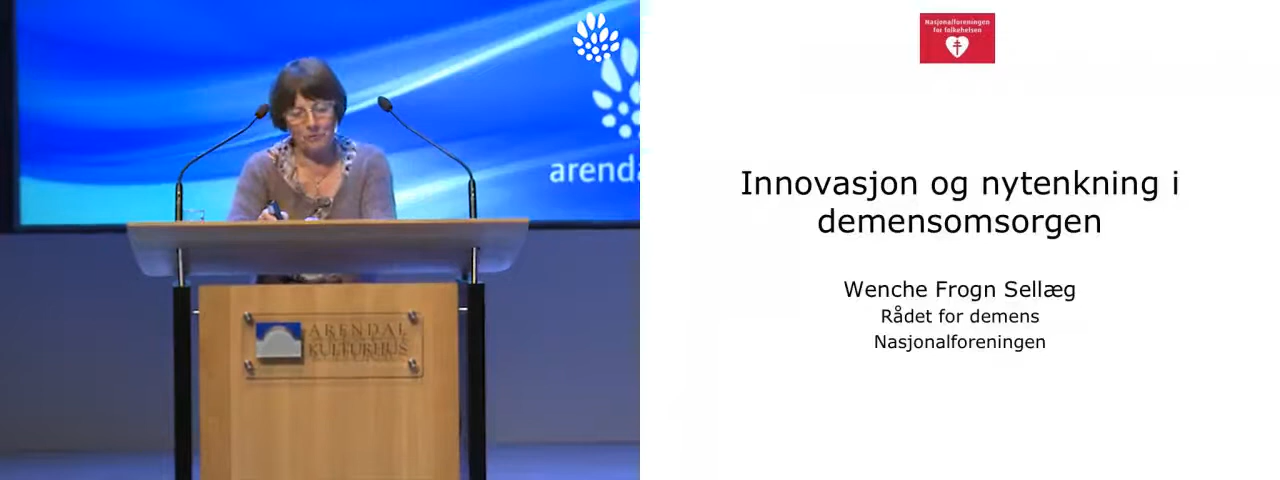 arenda
ARENDAL
KULTURHUS
Nasjonalforeningen
for folkehelsen
Innovasjon og nytenkning i
demensomsorgen
Wenche Frogn Sellæg
Rådet for demens
Nasjonalforeningen